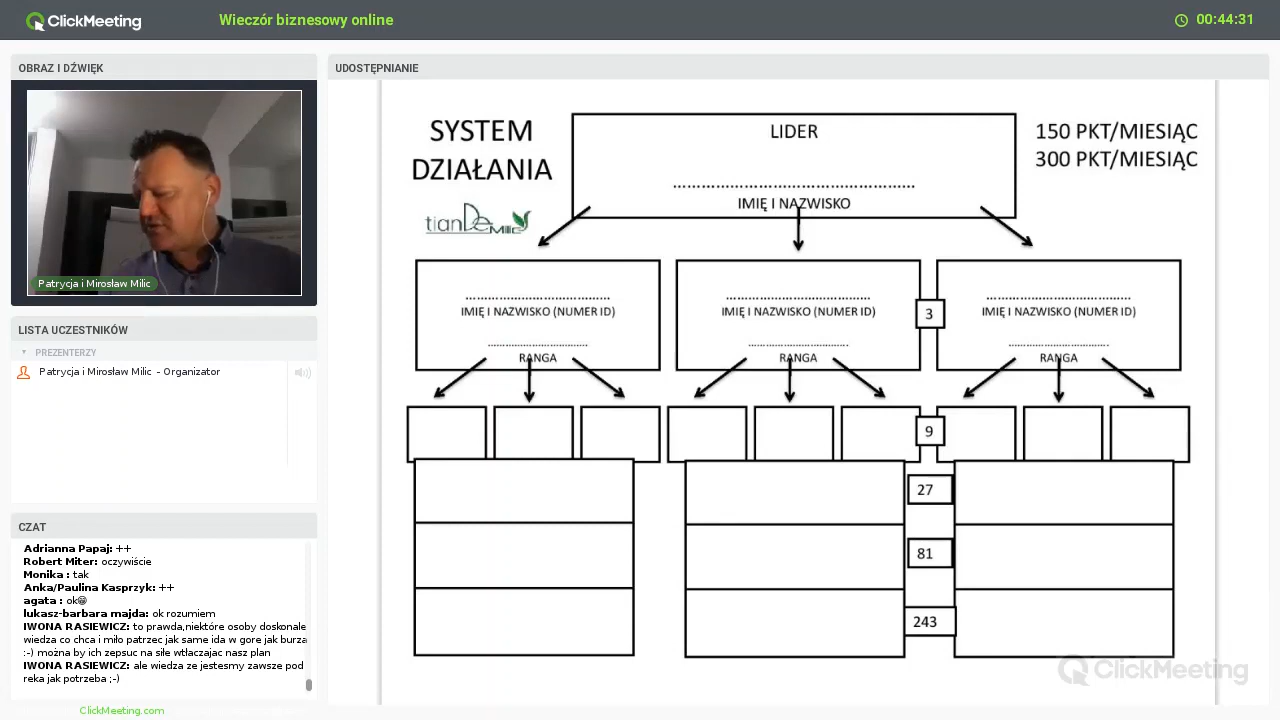 ClickMeeting
Wieczór biznesowy online
00:44:31
OBRAZ I DŹWIĘK
Patrycja i Mirosław Milic
LISTA UCZESTNIKÓW
PREZENTERZY
Patrycja i Mirosław Milic - Organizator
CZAT
Adrianna Papaj: ++
Robert Miter: oczywiście
Monika : tak
Anka/Paulina Kasprzyk: ++
agata : ok😁
lukasz-barbara majda: ok rozumiem
IWONA RASIEWICZ: to prawda,niektóre osoby doskonale
wiedza co chca i miło patrzec jak same ida w gore jak burza
:-) można by ich zepsuc na siłe wtłaczajac nasz plan
IWONA RASIEWICZ: ale wiedza ze jestesmy zawsze pod
reka jak potrzeba ;-)
ClickMeeting.com
UDOSTĘPNIANIE
SYSTEM
DZIAŁANIA
tianDe Milic
LIDER
IMIĘ I NAZWISKO
150 PKT/MIESIĄC
300 PKT/MIESIĄC
IMIĘ I NAZWISKO (NUMER ID)
RANGA
IMIĘ I NAZWISKO (NUMER ID)
RANGA
3
IMIĘ I NAZWISKO (NUMER ID)
RANGA
9
27
81
243
ClickMeeting